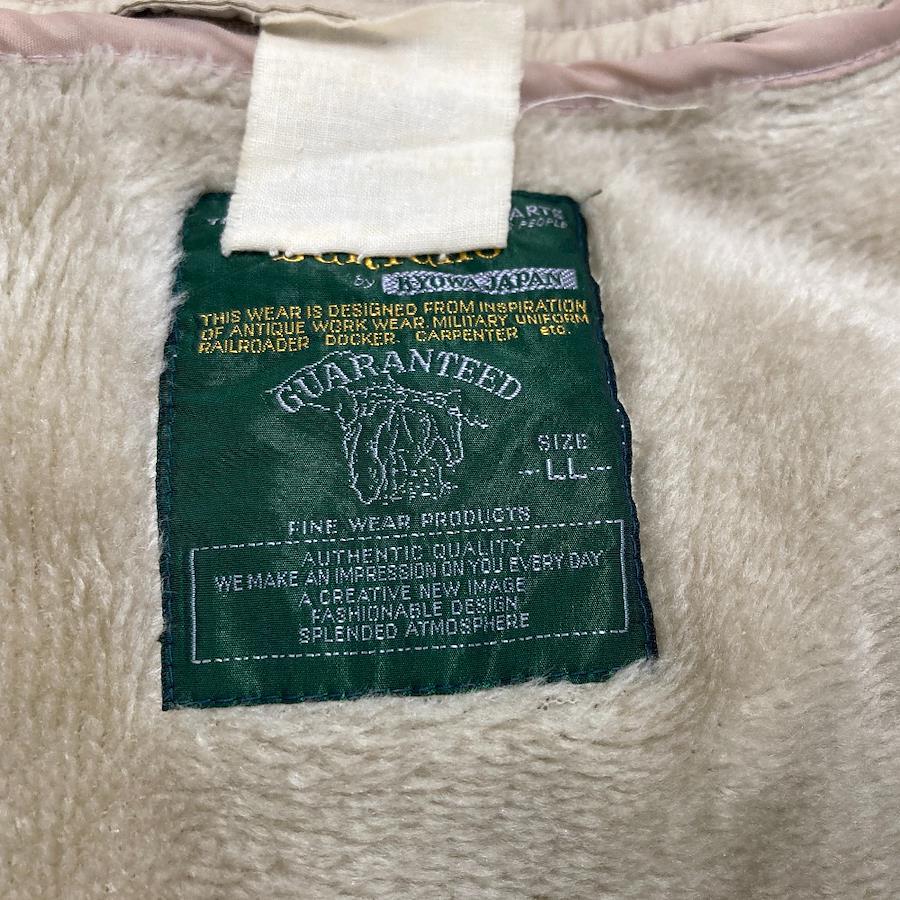 ARTS
PEOPLE
by KYOWA JAPAN
THIS WEAR IS DESIGNED FROM INSPIRATION
OF ANTIQUE WORK WEAR, MILITARY UNIFORM
RAILROADER DOCKER CARPENTER etc.
GUARANTEED
SIZE
LL
FINE WEAR PRODUCTS
AUTHENTIC QUALITY
WE MAKE AN IMPRESSION ON YOU EVERY DAY
A CREATIVE NEW IMAGE
FASHIONABLE DESIGN
SPLENDED ATMOSPHERE